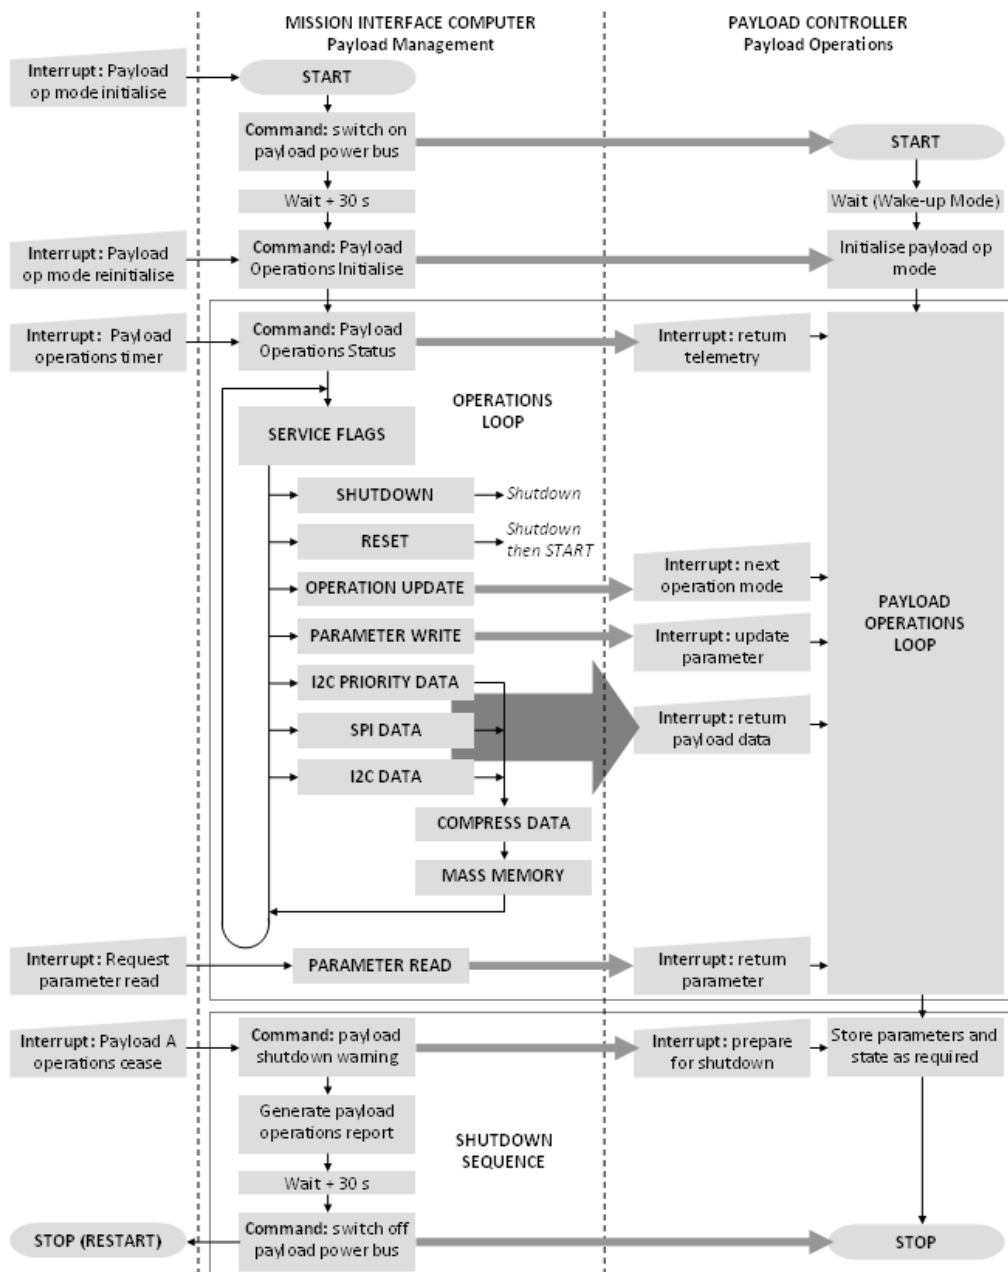 MISSION INTERFACE COMPUTER
Payload Management
PAYLOAD CONTROLLER
Payload Operations
Interrupt: Payload
op mode initialise
START
Command: switch on
payload power bus
START
Wait + 30 s
Wait (Wake-up Mode)
Interrupt: Payload
op mode reinitialise
Command: Payload
Operations Initialise
Initialise payload op
mode
Interrupt: Payload
operations timer
Command: Payload
Operations Status
Interrupt: return
telemetry
OPERATIONS
LOOP
SERVICE FLAGS
SHUTDOWN
Shutdown
RESET
Shutdown
then START
OPERATION UPDATE
Interrupt: next
operation mode
PARAMETER WRITE
Interrupt: update
parameter
PAYLOAD
OPERATIONS
LOOP
I2C PRIORITY DATA
SPI DATA
Interrupt: return
payload data
I2C DATA
COMPRESS DATA
MASS MEMORY
Interrupt: Request
parameter read
PARAMETER READ
Interrupt: return
parameter
Interrupt: Payload A
operations cease
Command: payload
shutdown warning
Interrupt: prepare
for shutdown
Store parameters and
state as required
Generate payload
operations report
SHUTDOWN
SEQUENCE
Wait + 30 s
STOP (RESTART)
Command: switch off
payload power bus
STOP